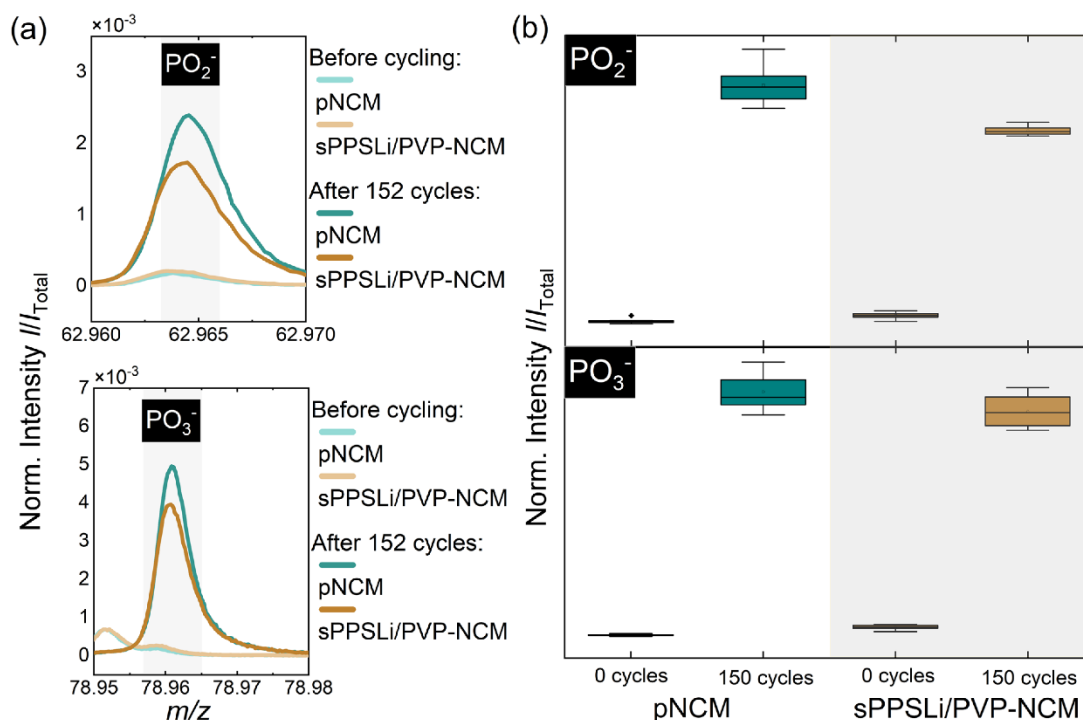 (a)
×10⁻³
PO₂⁻
3
2
1
0
62.960
62.965
62.970
Before cycling:
pNCM
sPPSLi/PVP-NCM
After 152 cycles:
pNCM
sPPSLi/PVP-NCM
Norm. Intensity I/I_Total
×10⁻³
PO₃⁻
7
6
5
4
3
2
1
0
78.95
78.96
78.97
78.98
m/z
Before cycling:
pNCM
sPPSLi/PVP-NCM
After 152 cycles:
pNCM
sPPSLi/PVP-NCM
(b)
Norm. Intensity I/I_Total
PO₂⁻
PO₃⁻
0 cycles
150 cycles
0 cycles
150 cycles
pNCM
sPPSLi/PVP-NCM